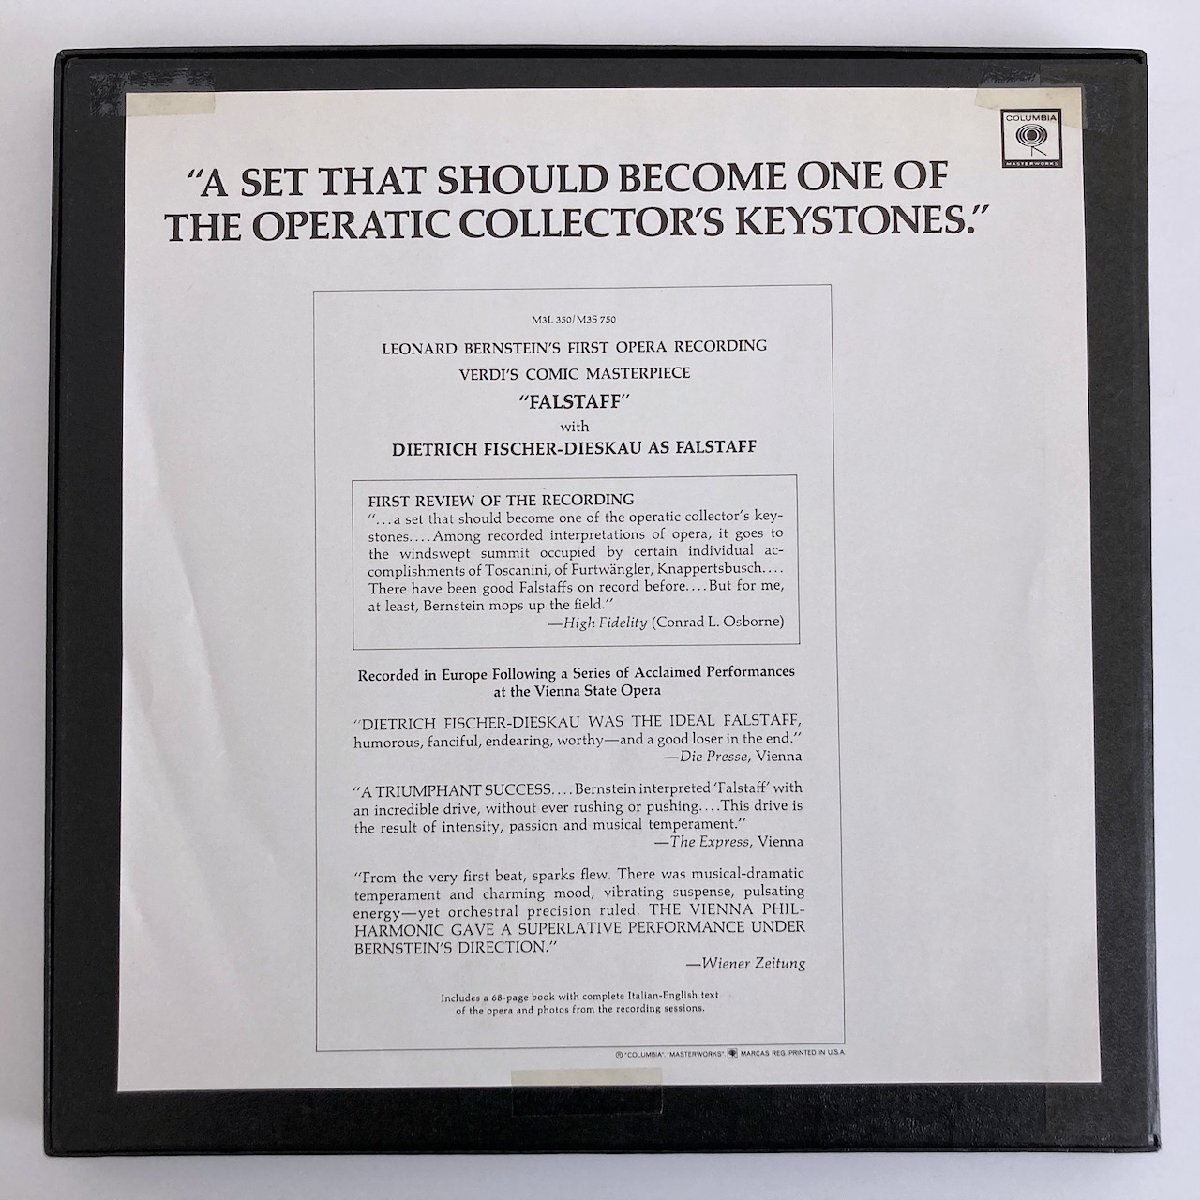 COLUMBIA
MASTERWORKS
“A SET THAT SHOULD BECOME ONE OF
THE OPERATIC COLLECTOR’S KEYSTONES.”
M3L 350/M3S 750
LEONARD BERNSTEIN’S FIRST OPERA RECORDING
VERDI’S COMIC MASTERPIECE
“FALSTAFF”
with
DIETRICH FISCHER-DIESKAU AS FALSTAFF
FIRST REVIEW OF THE RECORDING
“...a set that should become one of the operatic collector’s key-
stones....Among recorded interpretations of opera, it goes to
the windswept summit occupied by certain individual ac-
complishments of Toscanini, of Furtwängler, Knappertsbusch....
There have been good Falstaffs on record before....But for me,
at least, Bernstein mops up the field.”
—High Fidelity (Conrad L. Osborne)
Recorded in Europe Following a Series of Acclaimed Performances
at the Vienna State Opera
“DIETRICH FISCHER-DIESKAU WAS THE IDEAL FALSTAFF,
humorous, fanciful, endearing, worthy—and a good loser in the end.”
—Die Presse, Vienna
“A TRIUMPHANT SUCCESS....Bernstein interpreted ‘Falstaff’ with
an incredible drive, without ever rushing or pushing....This drive is
the result of intensity, passion and musical temperament.”
—The Express, Vienna
“From the very first beat, sparks flew. There was musical-dramatic
temperament and charming mood, vibrating suspense, pulsating
energy—yet orchestral precision ruled. THE VIENNA PHIL-
HARMONIC GAVE A SUPERLATIVE PERFORMANCE UNDER
BERNSTEIN’S DIRECTION.”
—Wiener Zeitung
Includes a 68-page book with complete Italian-English text
of the opera and photos from the recording sessions.
® “COLUMBIA”, “MASTERWORKS”, MARCAS REG. PRINTED IN U.S.A.